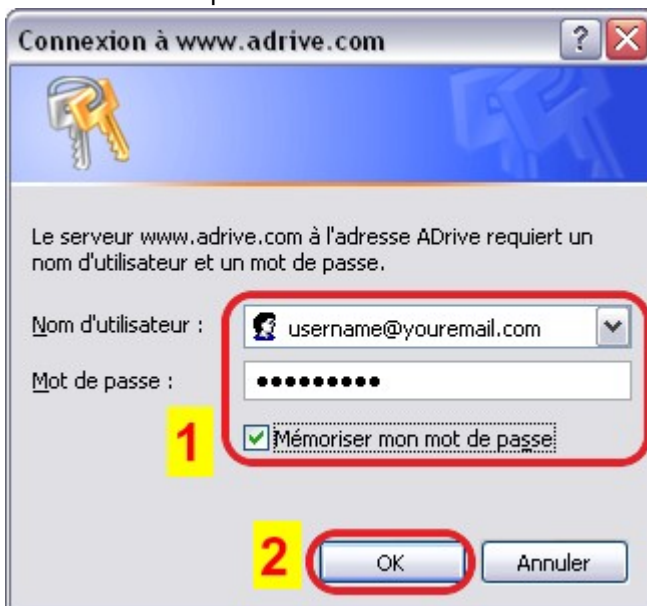 Connexion à www.adrive.com
Le serveur www.adrive.com à l'adresse ADrive requiert un
nom d'utilisateur et un mot de passe.
Nom d'utilisateur :
username@youremail.com
Mot de passe :
•••••••••
1
Mémoriser mon mot de passe
2
OK
Annuler